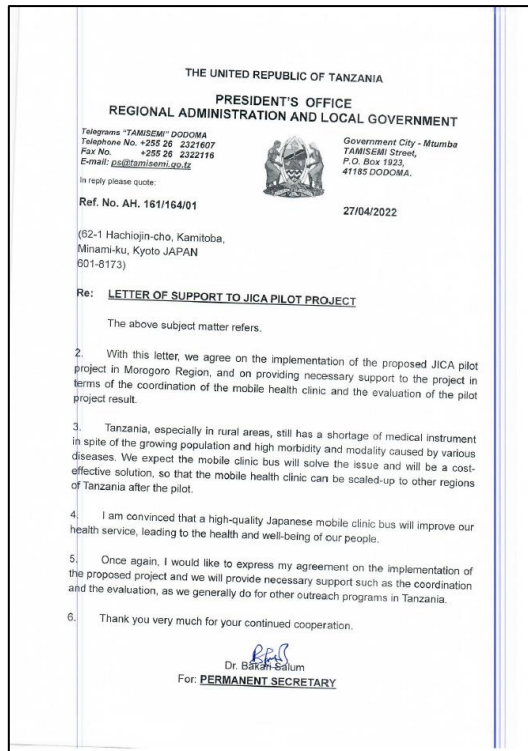 THE UNITED REPUBLIC OF TANZANIA
PRESIDENT'S OFFICE
REGIONAL ADMINISTRATION AND LOCAL GOVERNMENT
Telegrams "TAMISEMI" DODOMA
Telephone No. +255 26 2321607
Fax No. +255 26 2322116
E-mail: ps@tamisemi.go.tz
In reply please quote:
Ref. No. AH. 161/164/01
Government City - Mtumba
TAMISEMI Street,
P.O. Box 1923,
41185 DODOMA.
27/04/2022
(62-1 Hachiojin-cho, Kamitoba,
Minami-ku, Kyoto JAPAN
601-8173)
Re: LETTER OF SUPPORT TO JICA PILOT PROJECT
The above subject matter refers.
2. With this letter, we agree on the implementation of the proposed JICA pilot
project in Morogoro Region, and on providing necessary support to the project in
terms of the coordination of the mobile health clinic and the evaluation of the pilot
project result.
3. Tanzania, especially in rural areas, still has a shortage of medical instrument
in spite of the growing population and high morbidity and modality caused by various
diseases. We expect the mobile clinic bus will solve the issue and will be a cost-
effective solution, so that the mobile health clinic can be scaled-up to other regions
of Tanzania after the pilot.
4. I am convinced that a high-quality Japanese mobile clinic bus will improve our
health service, leading to the health and well-being of our people.
5. Once again, I would like to express my agreement on the implementation of
the proposed project and we will provide necessary support such as the coordination
and the evaluation, as we generally do for other outreach programs in Tanzania.
6. Thank you very much for your continued cooperation.
Dr. Bakari Salum
For: PERMANENT SECRETARY